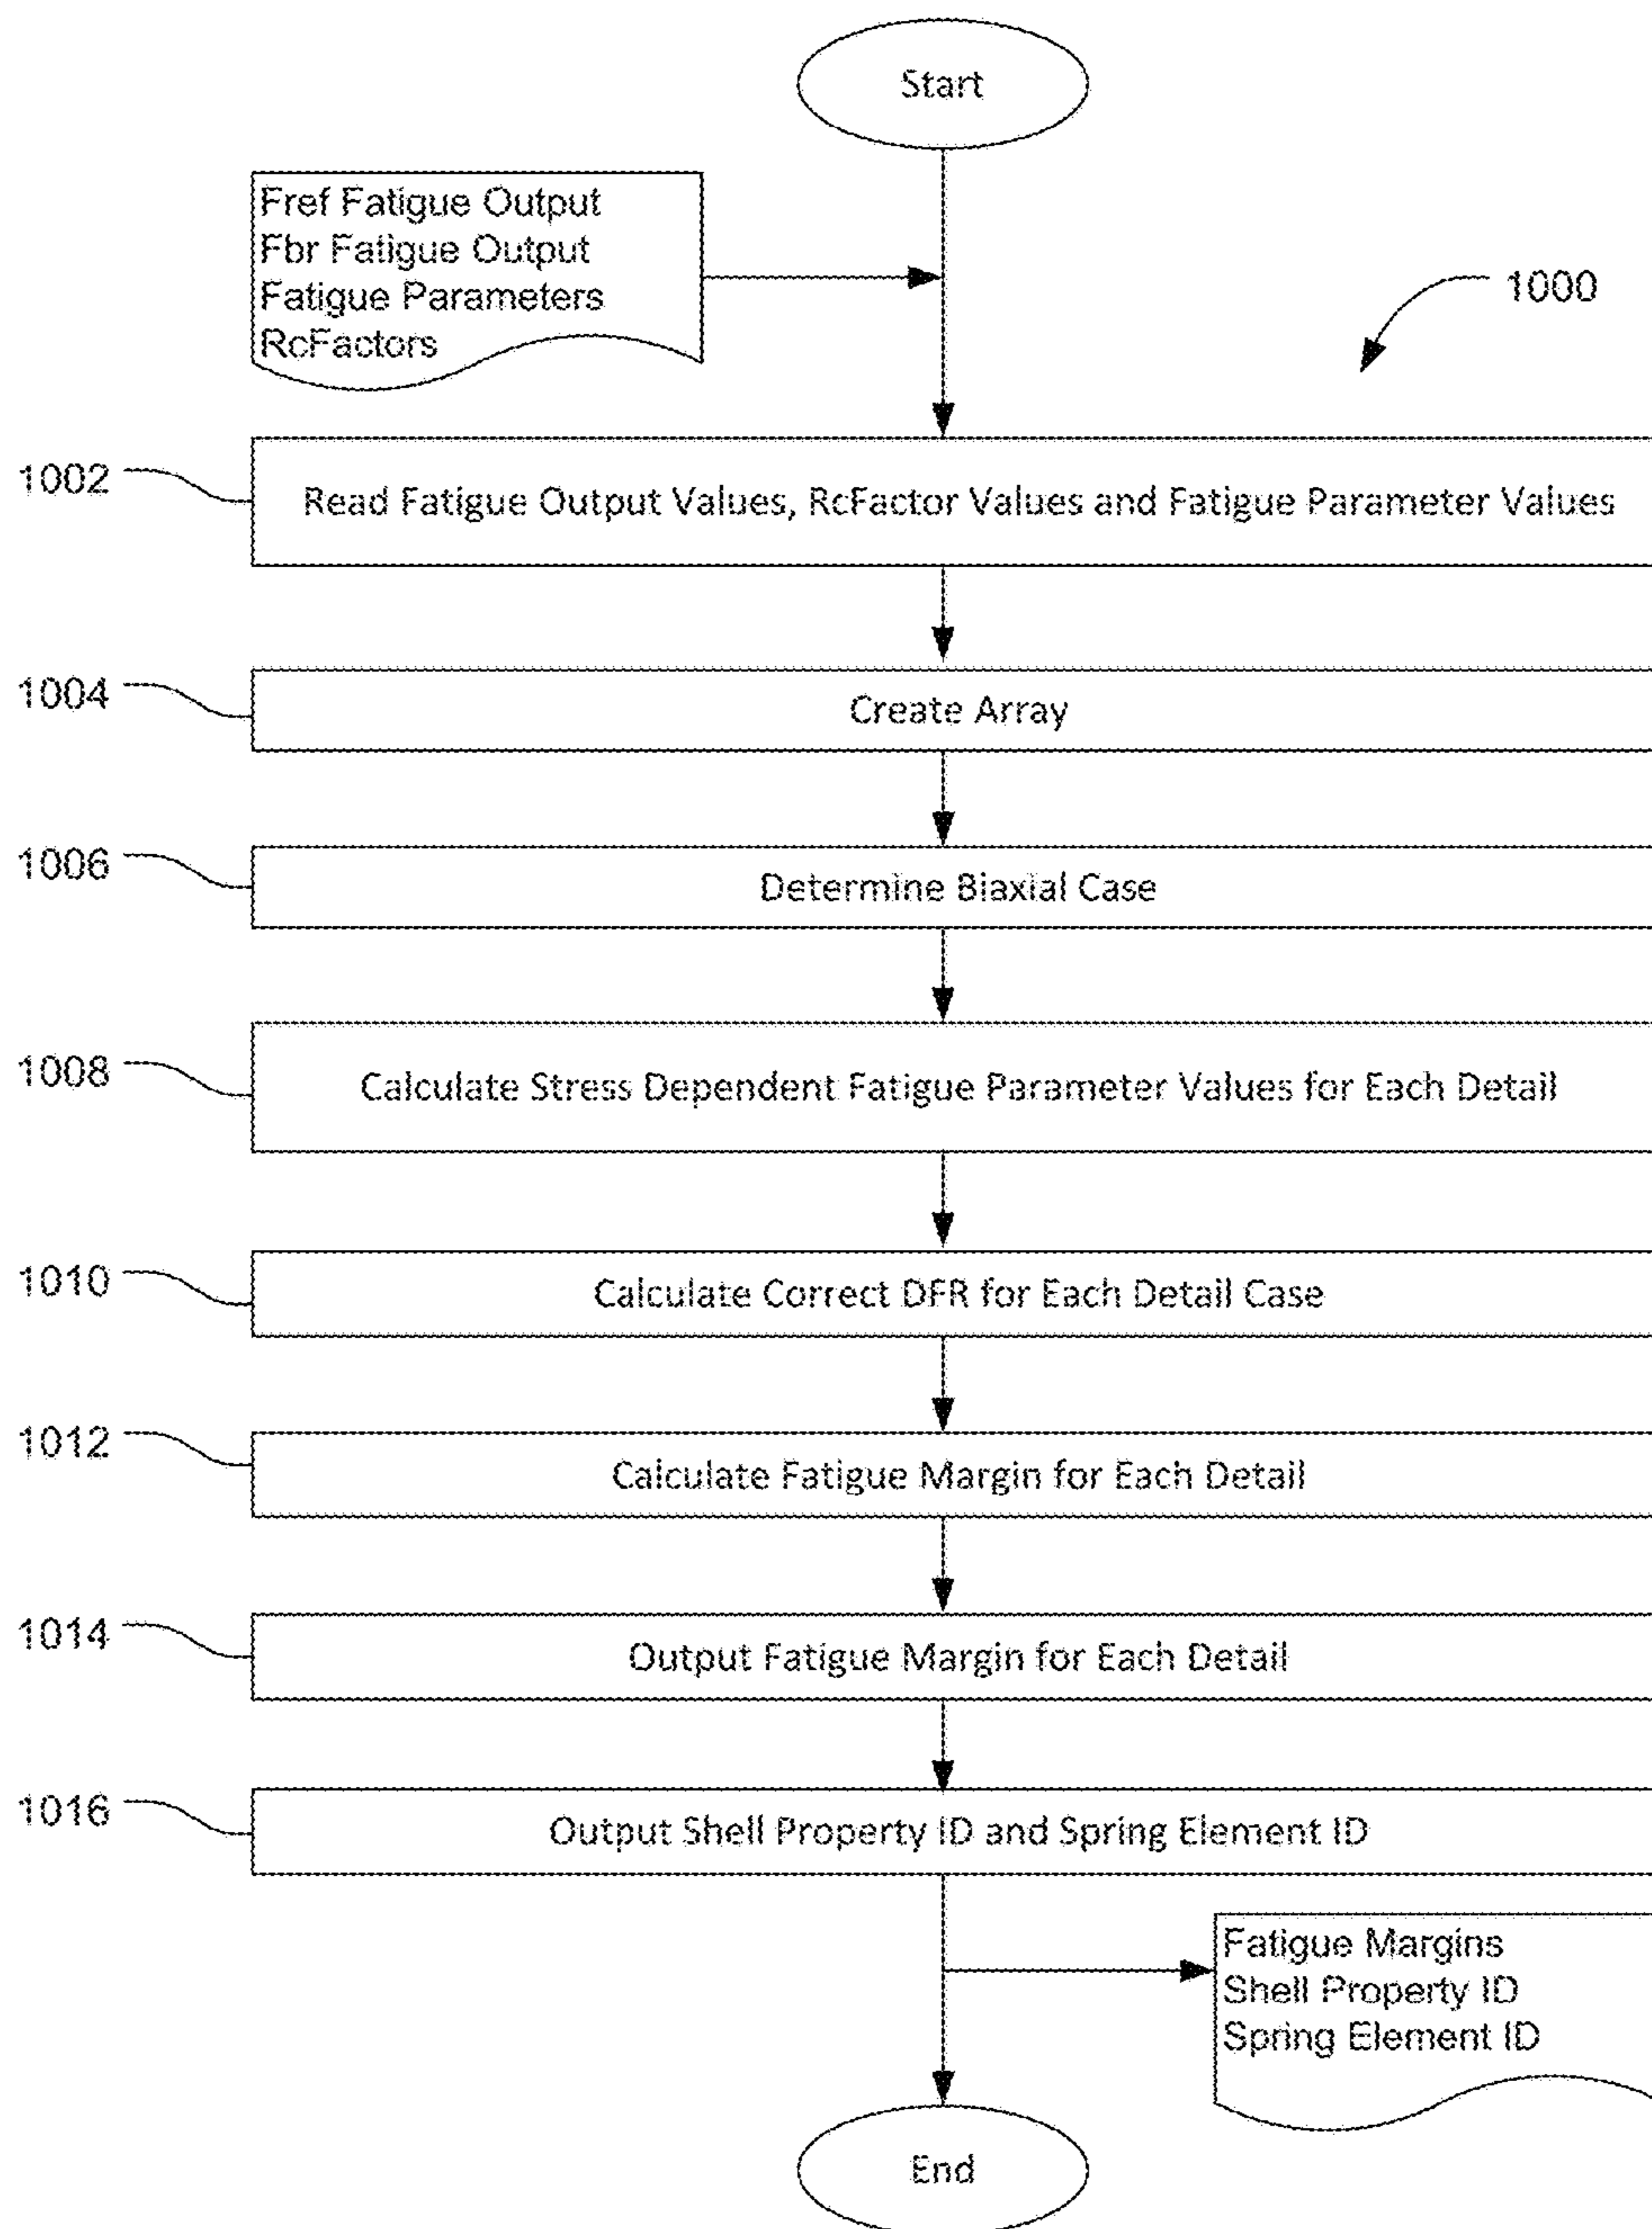 Start
Fref Fatigue Output
Fbr Fatigue Output
Fatigue Parameters
RcFactors
1000
1002
Read Fatigue Output Values, RcFactor Values and Fatigue Parameter Values
1004
Create Array
1006
Determine Biaxial Case
1008
Calculate Stress Dependent Fatigue Parameter Values for Each Detail
1010
Calculate Correct DFR for Each Detail Case
1012
Calculate Fatigue Margin for Each Detail
1014
Output Fatigue Margin for Each Detail
1016
Output Shell Property ID and Spring Element ID
Fatigue Margins
Shell Property ID
Spring Element ID
End